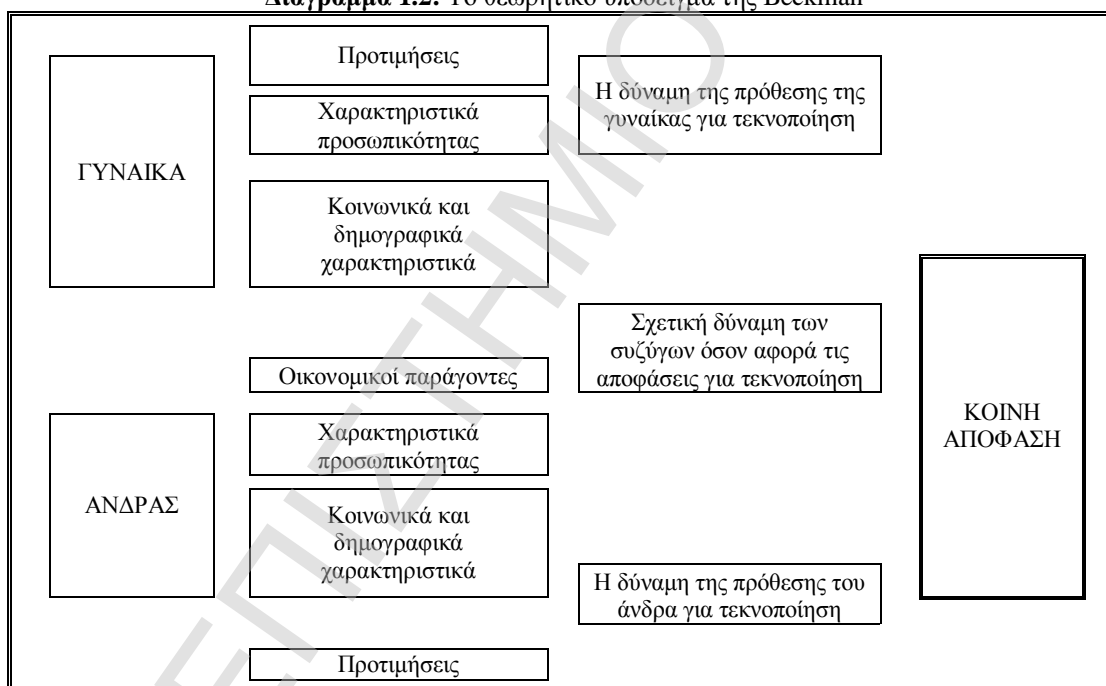 Διάγραμμα 1.2. Το θεωρητικό υπόδειγμα της Beckman
ΓΥΝΑΙΚΑ
Προτιμήσεις
Χαρακτηριστικά
προσωπικότητας
Κοινωνικά και
δημογραφικά
χαρακτηριστικά
Η δύναμη της πρόθεσης της
γυναίκας για τεκνοποίηση
Οικονομικοί παράγοντες
Σχετική δύναμη των
συζύγων όσον αφορά τις
αποφάσεις για τεκνοποίηση
ΑΝΔΡΑΣ
Χαρακτηριστικά
προσωπικότητας
Κοινωνικά και
δημογραφικά
χαρακτηριστικά
Προτιμήσεις
Η δύναμη της πρόθεσης του
άνδρα για τεκνοποίηση
ΚΟΙΝΗ
ΑΠΟΦΑΣΗ
ΕΠΙΣΤΗΜΙΟ